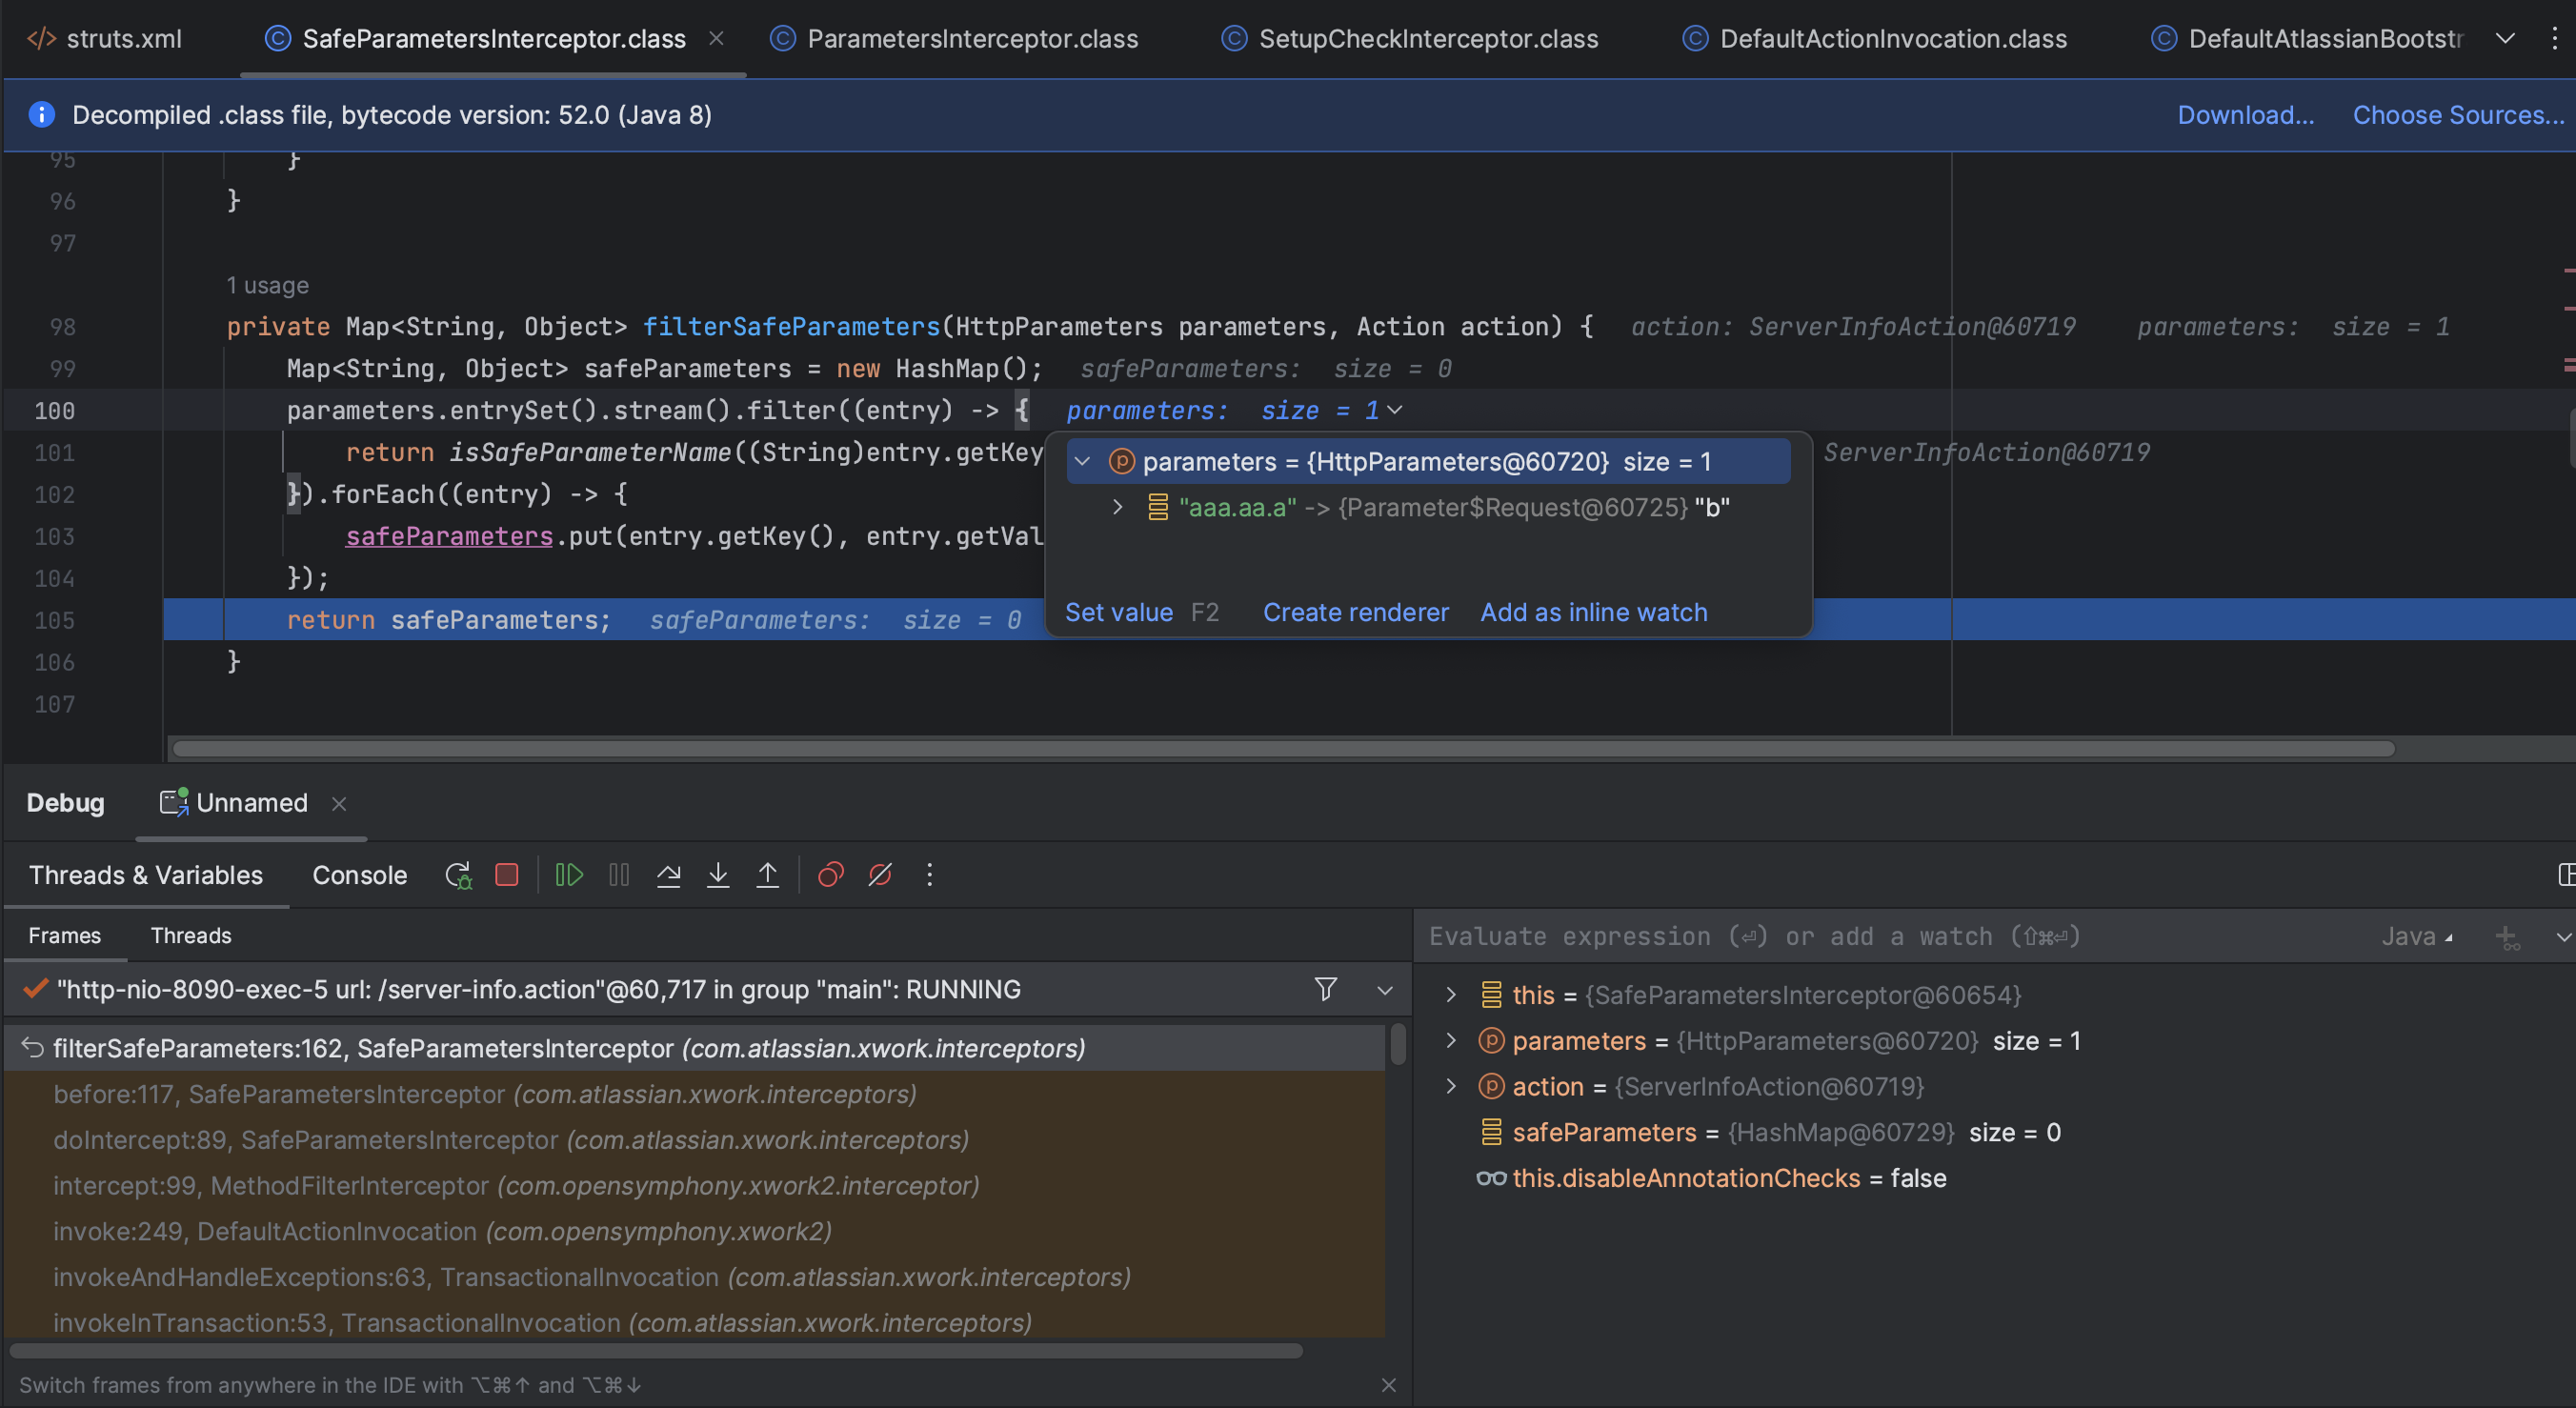 </> struts.xml SafeParametersInterceptor.class ParametersInterceptor.class SetupCheckInterceptor.class DefaultActionInvocation.class DefaultAtlassianBootstr
Decompiled .class file, bytecode version: 52.0 (Java 8) Download... Choose Sources...
95 }
96 }
97
1 usage
98 private Map<String, Object> filterSafeParameters(HttpParameters parameters, Action action) { action: ServerInfoAction@60719 parameters: size = 1
99 Map<String, Object> safeParameters = new HashMap(); safeParameters: size = 0
100 parameters.entrySet().stream().filter((entry) -> { parameters: size = 1
101 return isSafeParameterName((String)entry.getKey ServerInfoAction@60719
parameters = {HttpParameters@60720} size = 1
102 }).forEach((entry) -> {
"aaa.aa.a" -> {Parameter$Request@60725} "b"
103 safeParameters.put(entry.getKey(), entry.getVal
104 });
105 return safeParameters; safeParameters: size = 0
Set value F2 Create renderer Add as inline watch
106 }
107
Debug Unnamed
Threads & Variables Console
Frames Threads
"http-nio-8090-exec-5 url: /server-info.action"@60,717 in group "main": RUNNING
filterSafeParameters:162, SafeParametersInterceptor (com.atlassian.xwork.interceptors)
before:117, SafeParametersInterceptor (com.atlassian.xwork.interceptors)
doIntercept:89, SafeParametersInterceptor (com.atlassian.xwork.interceptors)
intercept:99, MethodFilterInterceptor (com.opensymphony.xwork2.interceptor)
invoke:249, DefaultActionInvocation (com.opensymphony.xwork2)
invokeAndHandleExceptions:63, TransactionalInvocation (com.atlassian.xwork.interceptors)
invokeInTransaction:53, TransactionalInvocation (com.atlassian.xwork.interceptors)
Switch frames from anywhere in the IDE with ⌥⌘↑ and ⌥⌘↓
Evaluate expression (⏎) or add a watch (⇧⌘⏎) Java
this = {SafeParametersInterceptor@60654}
parameters = {HttpParameters@60720} size = 1
action = {ServerInfoAction@60719}
safeParameters = {HashMap@60729} size = 0
this.disableAnnotationChecks = false